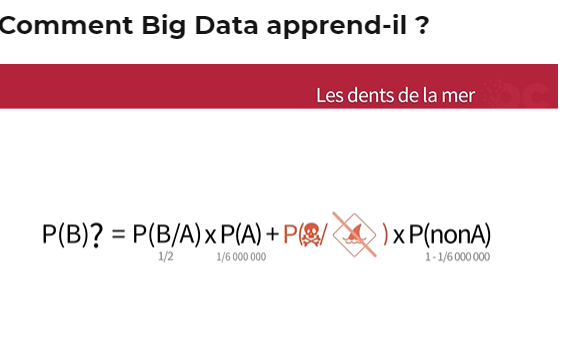 Comment Big Data apprend-il ?
Les dents de la mer
P(B)? = P(B/A) x P(A) + P(☠/ ) x P(nonA)
1/2 1/6 000 000 1 - 1/6 000 000